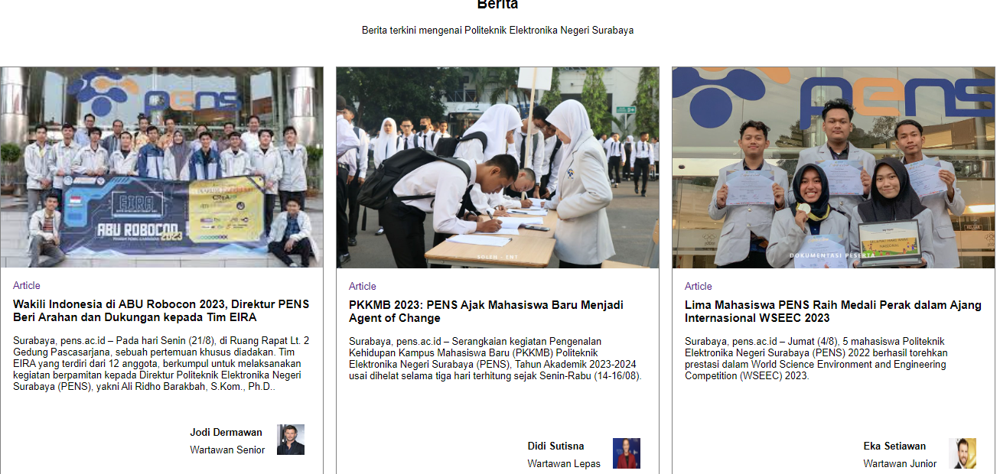 Berita
Berita terkini mengenai Politeknik Elektronika Negeri Surabaya
pens
EIRA
ABU ROBOCON
2023
Article
Wakili Indonesia di ABU Robocon 2023, Direktur PENS
Beri Arahan dan Dukungan kepada Tim EIRA
Surabaya, pens.ac.id – Pada hari Senin (21/8), di Ruang Rapat Lt. 2
Gedung Pascasarjana, sebuah pertemuan khusus diadakan. Tim
EIRA yang terdiri dari 12 anggota, berkumpul untuk melaksanakan
kegiatan berpamitan kepada Direktur Politeknik Elektronika Negeri
Surabaya (PENS), yakni Ali Ridho Barakbah, S.Kom., Ph.D..
Jodi Dermawan
Wartawan Senior
SOLEH - ENT
Article
PKKMB 2023: PENS Ajak Mahasiswa Baru Menjadi
Agent of Change
Surabaya, pens.ac.id – Serangkaian kegiatan Pengenalan
Kehidupan Kampus Mahasiswa Baru (PKKMB) Politeknik
Elektronika Negeri Surabaya (PENS), Tahun Akademik 2023-2024
usai dihelat selama tiga hari terhitung sejak Senin-Rabu (14-16/08).
Didi Sutisna
Wartawan Lepas
pens
DOKUMENTASI PESERTA
Article
Lima Mahasiswa PENS Raih Medali Perak dalam Ajang
Internasional WSEEC 2023
Surabaya, pens.ac.id – Jumat (4/8), 5 mahasiswa Politeknik
Elektronika Negeri Surabaya (PENS) 2022 berhasil torehkan
prestasi dalam World Science Environment and Engineering
Competition (WSEEC) 2023.
Eka Setiawan
Wartawan Junior